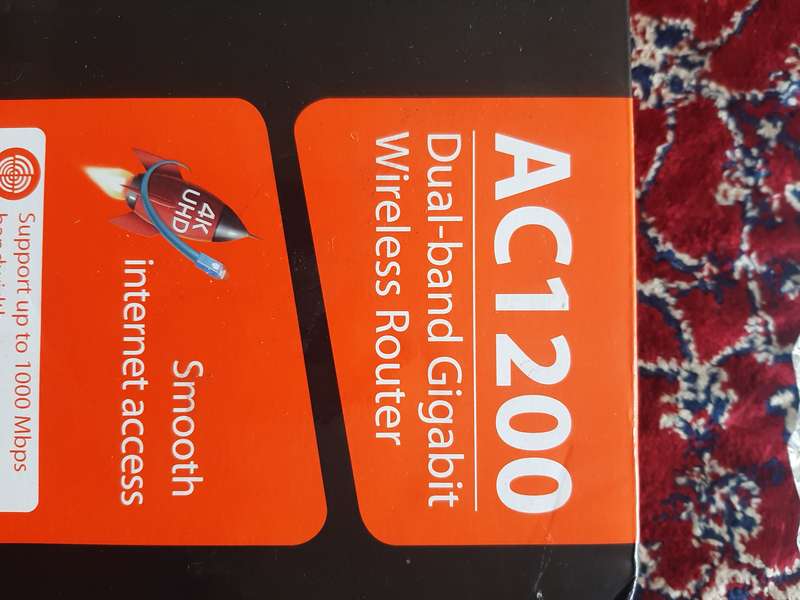 AC1200
Dual-band Gigabit
Wireless Router
4K
UHD
Smooth
internet access
Support up to 1000 Mbps